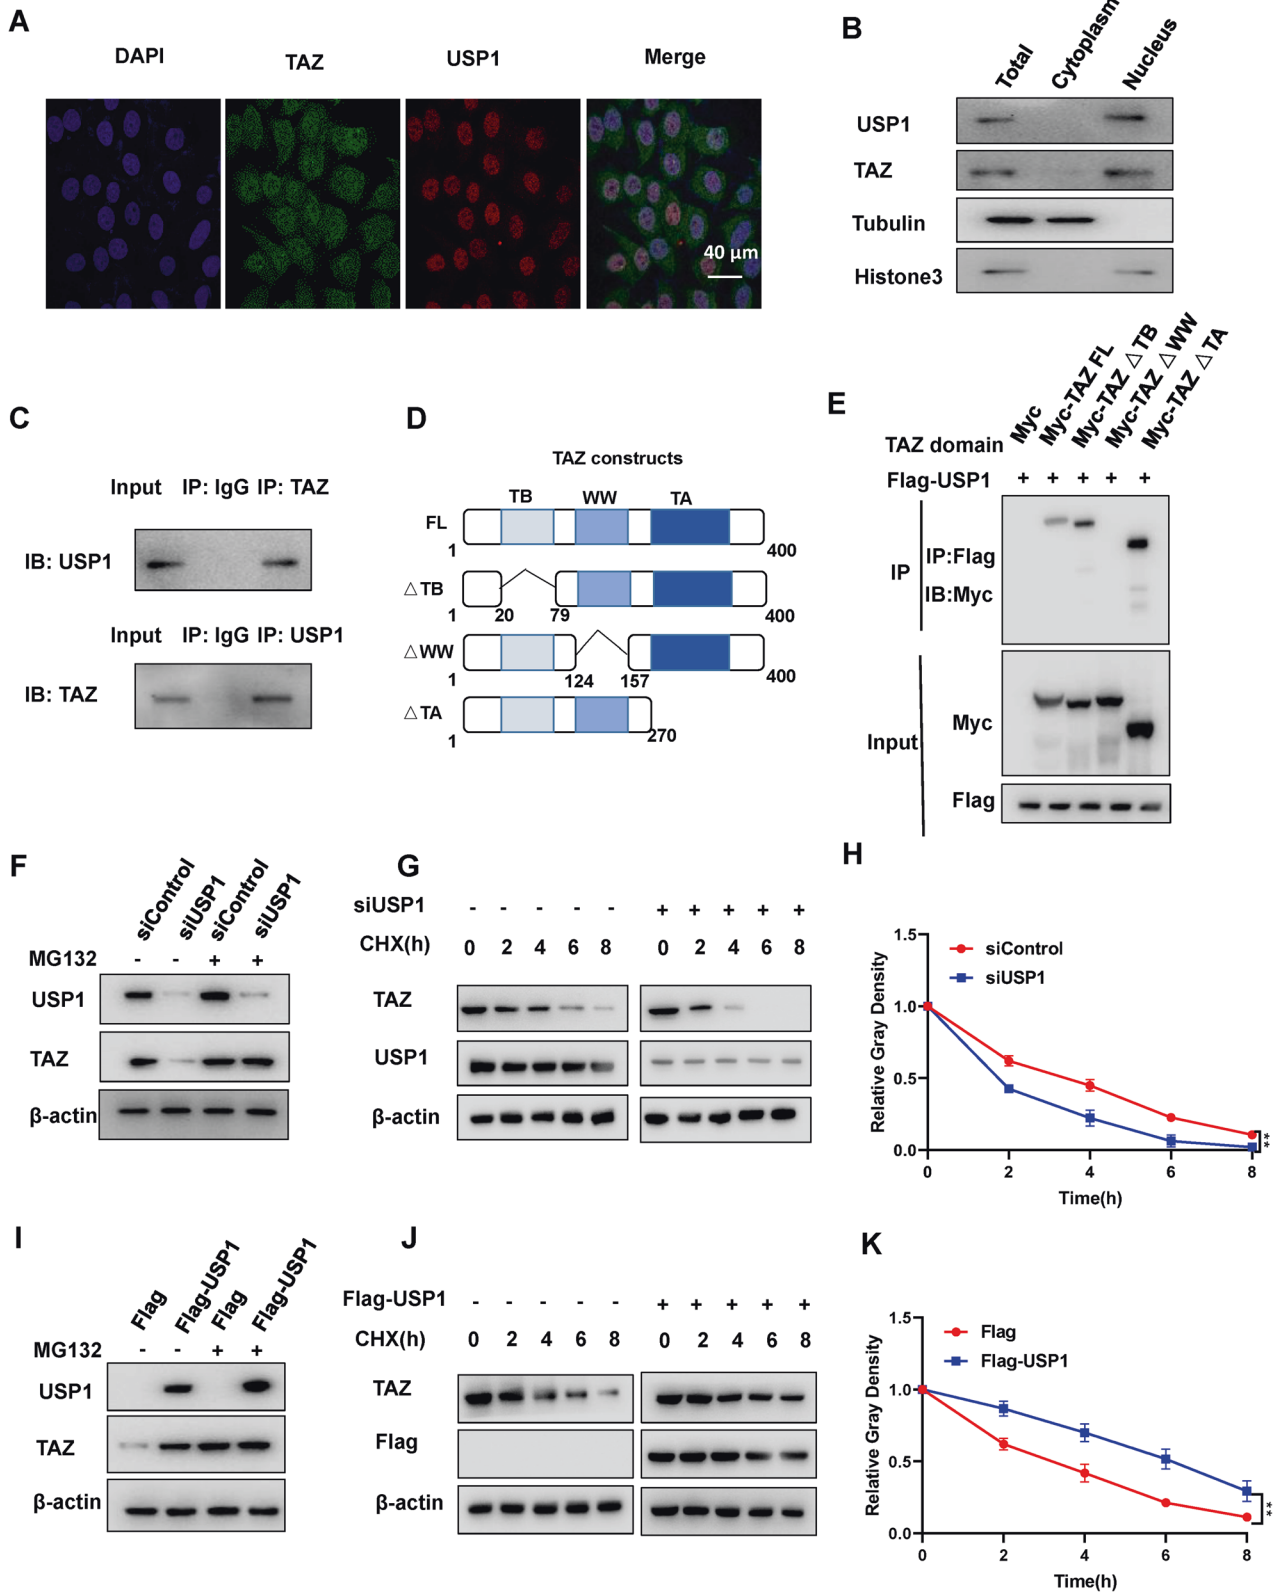 A
DAPI TAZ USP1 Merge
40 μm
B
Total Cytoplasm Nucleus
USP1
TAZ
Tubulin
Histone3
C
Input IP: IgG IP: TAZ
IB: USP1
Input IP: IgG IP: USP1
IB: TAZ
D
TAZ constructs
TB WW TA
FL
1 400
△TB
1 20 79 400
△WW
1 124 157 400
△TA
1 270
E
TAZ domain Myc Myc-TAZ FL Myc-TAZ △TB Myc-TAZ △WW Myc-TAZ △TA
Flag-USP1 + + + + +
IP
IP:Flag
IB:Myc
Input
Myc
Flag
F
siControl siUSP1 siControl siUSP1
MG132 - - + +
USP1
TAZ
β-actin
G
siUSP1 - - - - - + + + + +
CHX(h) 0 2 4 6 8 0 2 4 6 8
TAZ
USP1
β-actin
H
Relative Gray Density
1.5
1.0
0.5
0.0
siControl
siUSP1
**
0 2 4 6 8
Time(h)
I
Flag Flag-USP1 Flag Flag-USP1
MG132 - - + +
USP1
TAZ
β-actin
J
Flag-USP1 - - - - - + + + + +
CHX(h) 0 2 4 6 8 0 2 4 6 8
TAZ
Flag
β-actin
K
Relative Gray Density
1.5
1.0
0.5
0.0
Flag
Flag-USP1
**
0 2 4 6 8
Time(h)